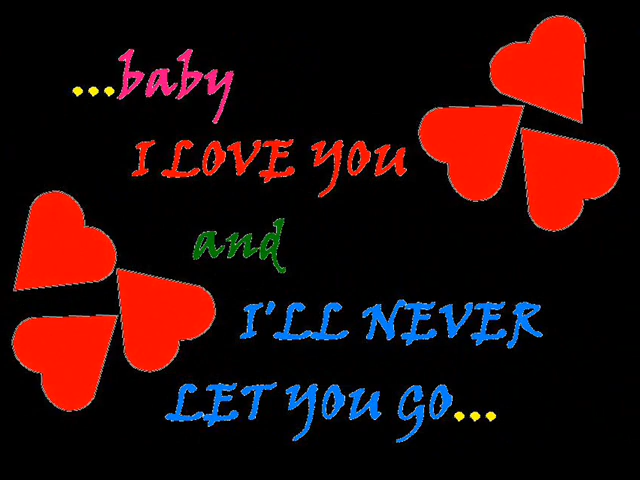 ...baby
I LOVE YOU
and
I'LL NEVER
LET YOU GO...